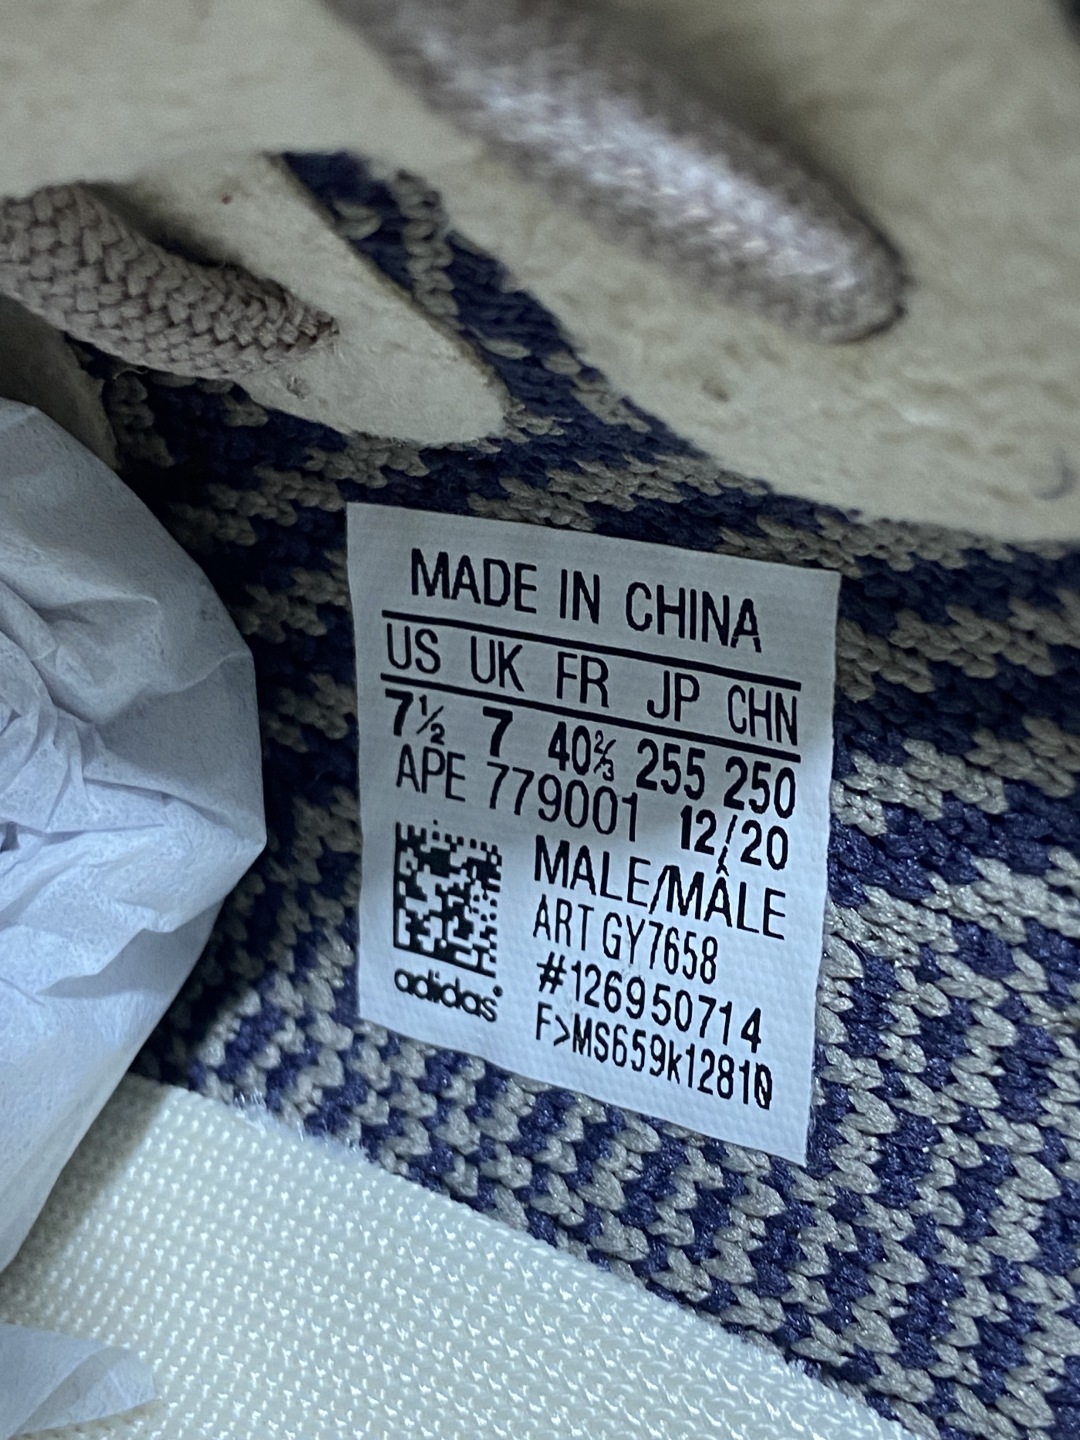 MADE IN CHINA
US UK FR JP CHN
7½ 7 40⅔ 255 250
APE 779001 12/20
MALE/MÂLE
ART GY7658
#126950714
F>MS659k12810
adidas®